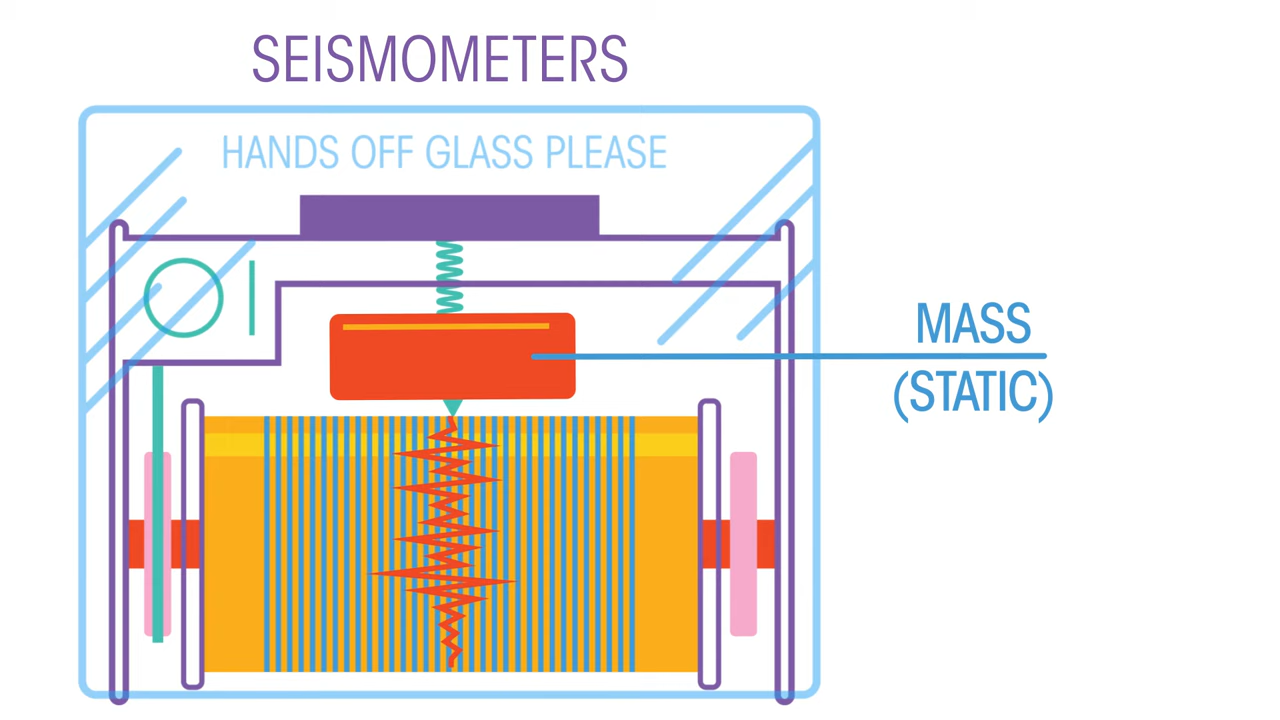 SEISMOMETERS
HANDS OFF GLASS PLEASE
MASS
(STATIC)